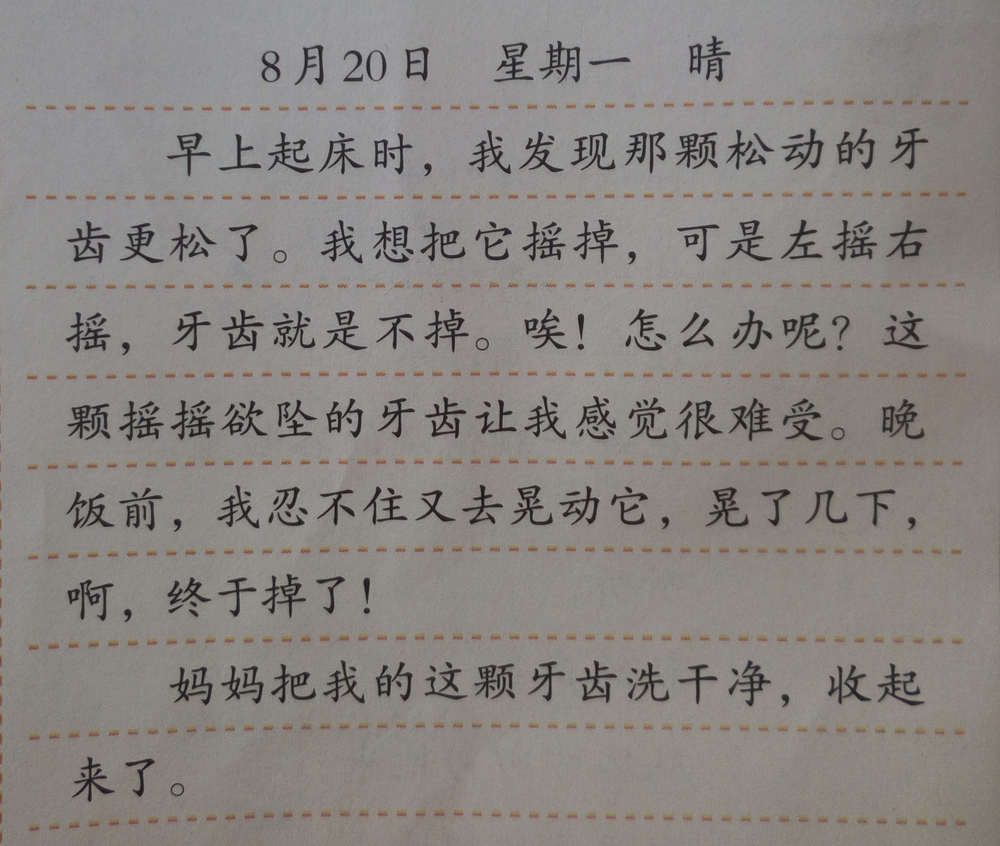 8月20日 星期一 晴
早上起床时，我发现那颗松动的牙
齿更松了。我想把它摇掉，可是左摇右
摇，牙齿就是不掉。唉！怎么办呢？这
颗摇摇欲坠的牙齿让我感觉很难受。晚
饭前，我忍不住又去晃动它，晃了几下，
啊，终于掉了！
妈妈把我的这颗牙齿洗干净，收起
来了。